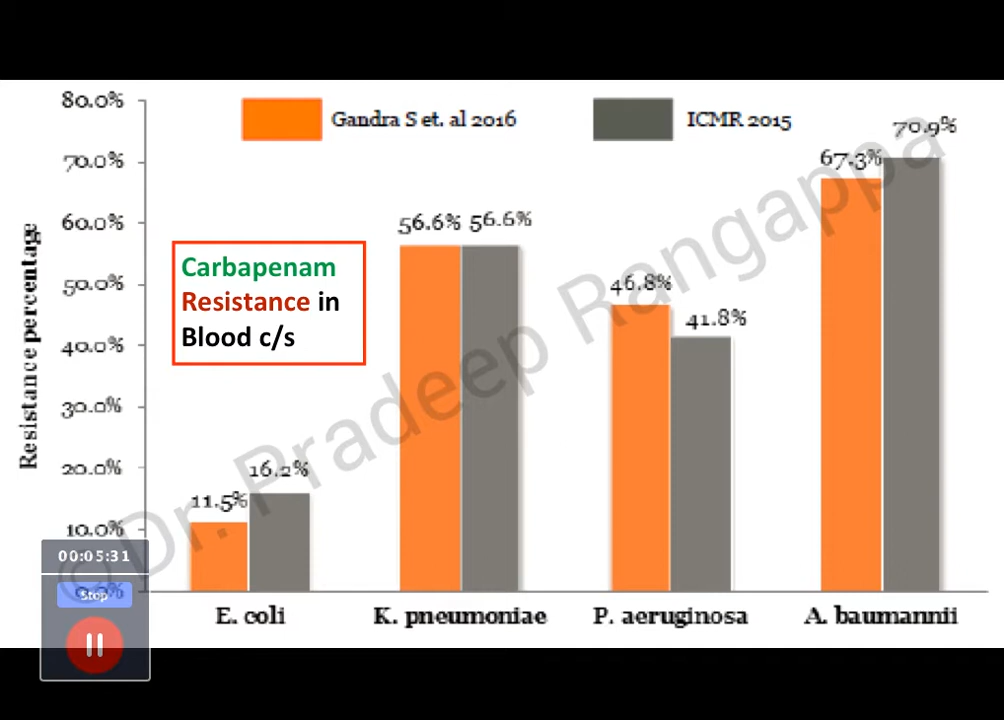 80.0%
70.0%
60.0%
50.0%
40.0%
30.0%
20.0%
10.0%
0.0%
Resistance percentage
Gandra S et. al 2016
ICMR 2015
Carbapenam
Resistance in
Blood c/s
11.5%
16.2%
56.6%
56.6%
46.8%
41.8%
67.3%
70.9%
E. coli
K. pneumoniae
P. aeruginosa
A. baumannii
©Dr. Pradeep Rangappa
00:05:31
Stop